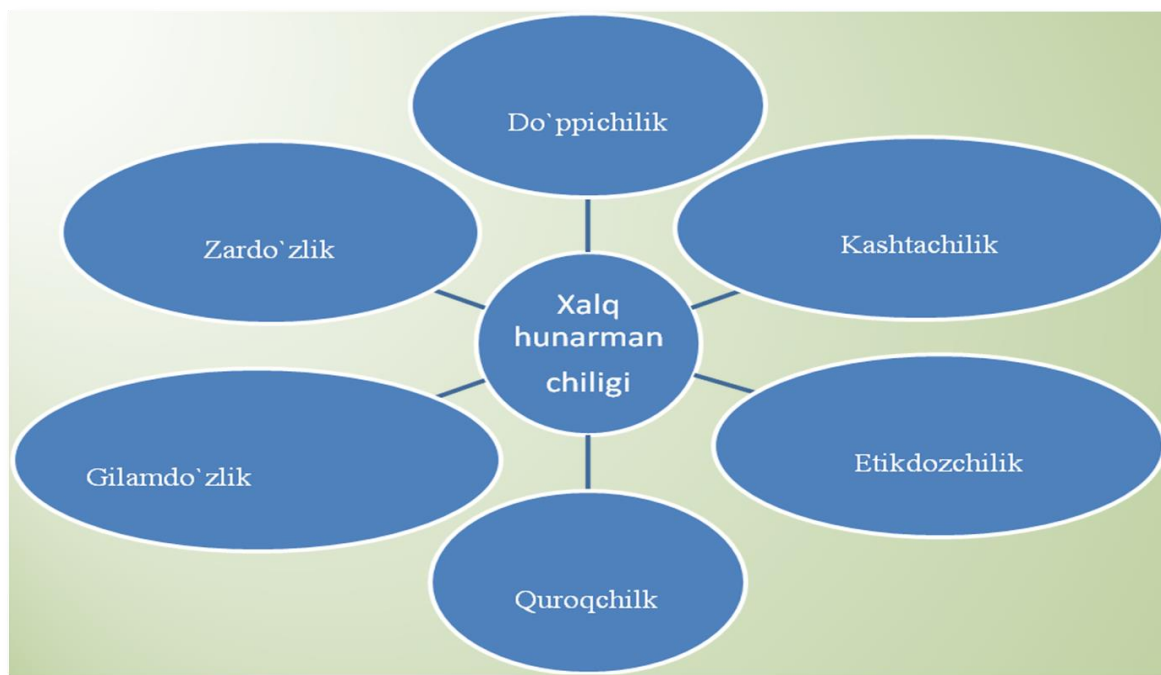 Do`ppichilik
Zardo`zlik
Kashtachilik
Xalq
hunarman
chiligi
Gilamdo`zlik
Etikdozchilik
Quroqchilk